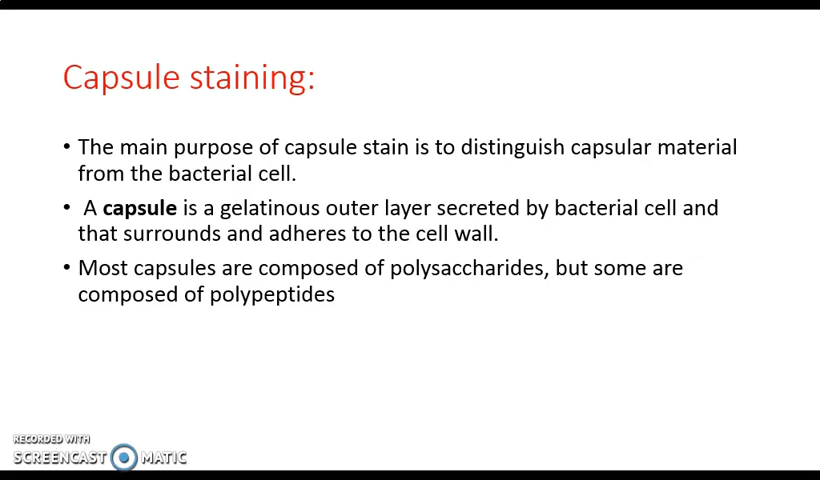 Capsule staining:
• The main purpose of capsule stain is to distinguish capsular material
from the bacterial cell.
• A capsule is a gelatinous outer layer secreted by bacterial cell and
that surrounds and adheres to the cell wall.
• Most capsules are composed of polysaccharides, but some are
composed of polypeptides
RECORDED WITH
SCREENCAST MATIC